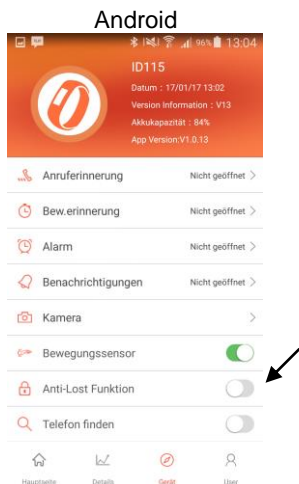 Android
96% 13:04
ID115
Datum : 17/01/17 13:02
Version Information : V13
Akkukapazität : 84%
App Version:V1.0.13
Anruferinnerung Nicht geöffnet >
Bew.erinnerung Nicht geöffnet >
Alarm Nicht geöffnet >
Benachrichtigungen Nicht geöffnet >
Kamera >
Bewegungssensor
Anti-Lost Funktion
Telefon finden
Hauptseite Details Gerät User